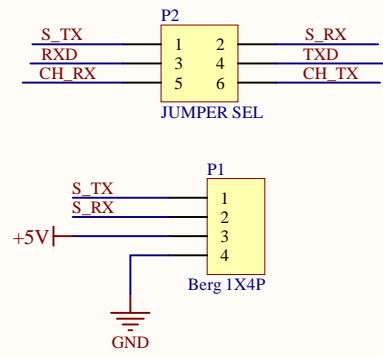 P2
S_TX 1 2 S_RX
RXD 3 4 TXD
CH_RX 5 6 CH_TX
JUMPER SEL
P1
S_TX 1
S_RX 2
+5V 3
4
Berg 1X4P
GND